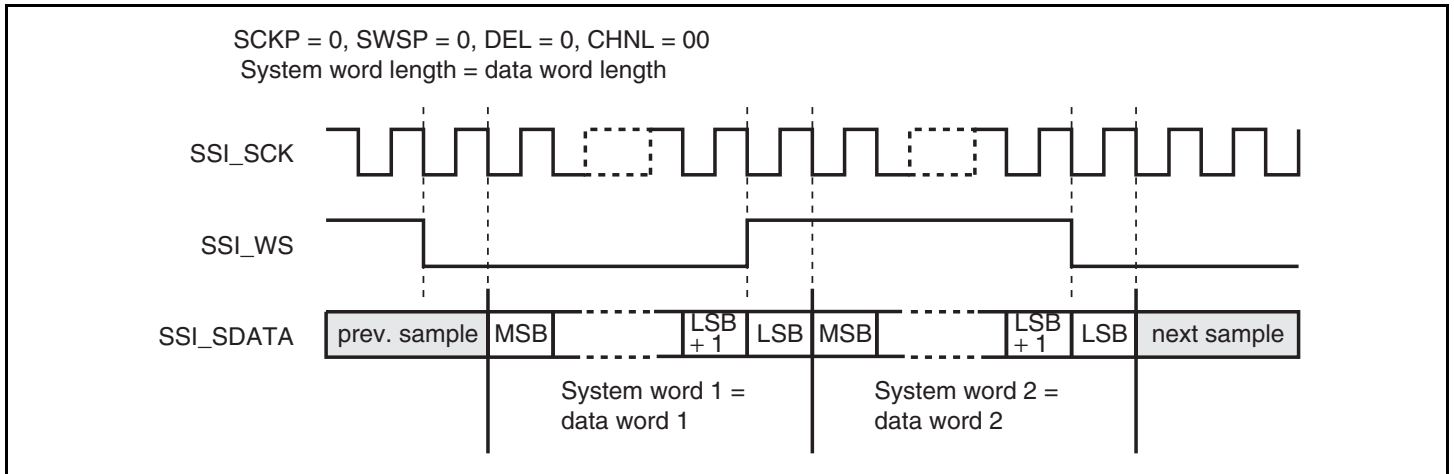 SCKP = 0, SWSP = 0, DEL = 0, CHNL = 00
System word length = data word length
SSI_SCK
SSI_WS
SSI_SDATA
prev. sample
MSB
LSB
+ 1
LSB
MSB
LSB
+ 1
LSB
next sample
System word 1 =
data word 1
System word 2 =
data word 2